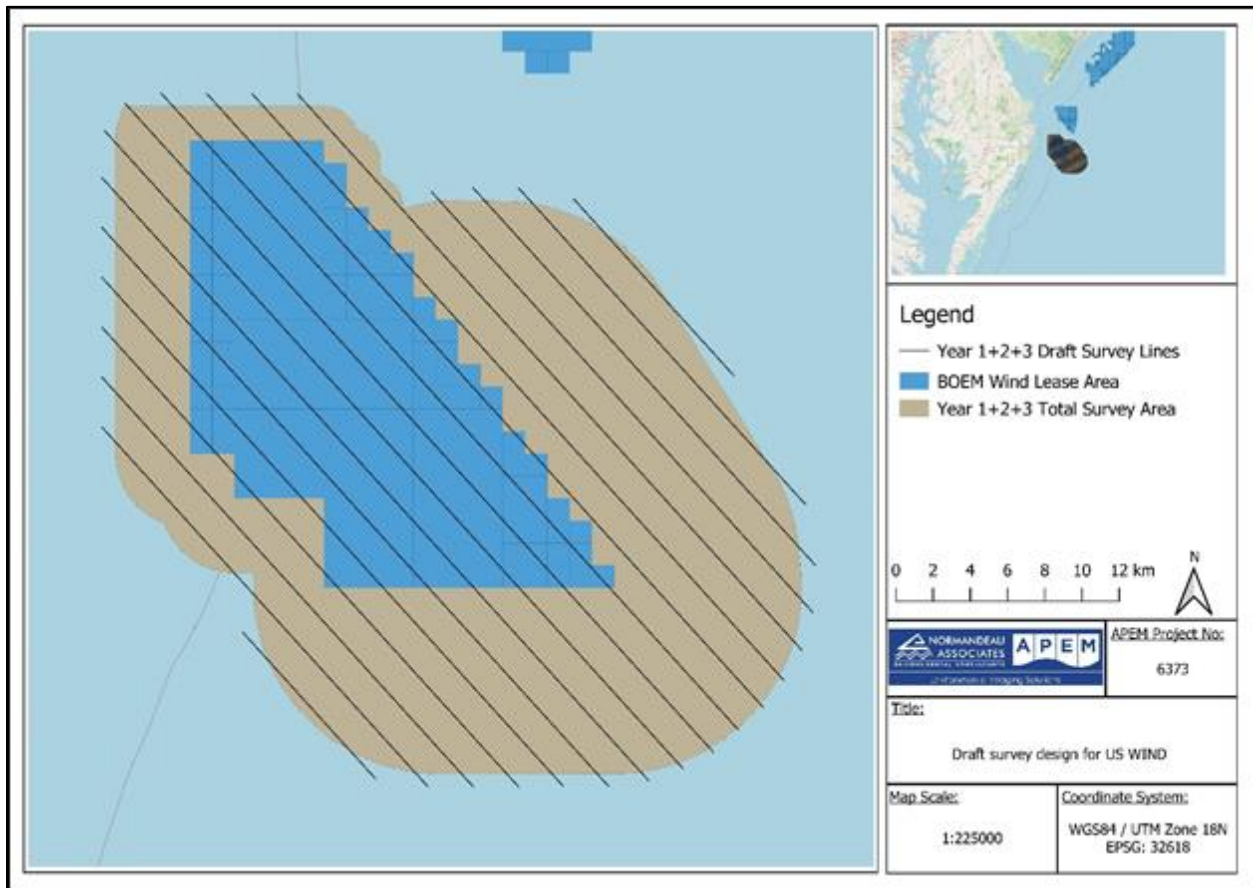 Legend
Year 1+2+3 Draft Survey Lines
BOEM Wind Lease Area
Year 1+2+3 Total Survey Area
0 2 4 6 8 10 12 km
N
NORMANDEAU
ASSOCIATES
APEM
APEM Project No:
6373
Title:
Draft survey design for US WIND
Map Scale:
1:225000
Coordinate System:
WGS84 / UTM Zone 18N
EPSG: 32618